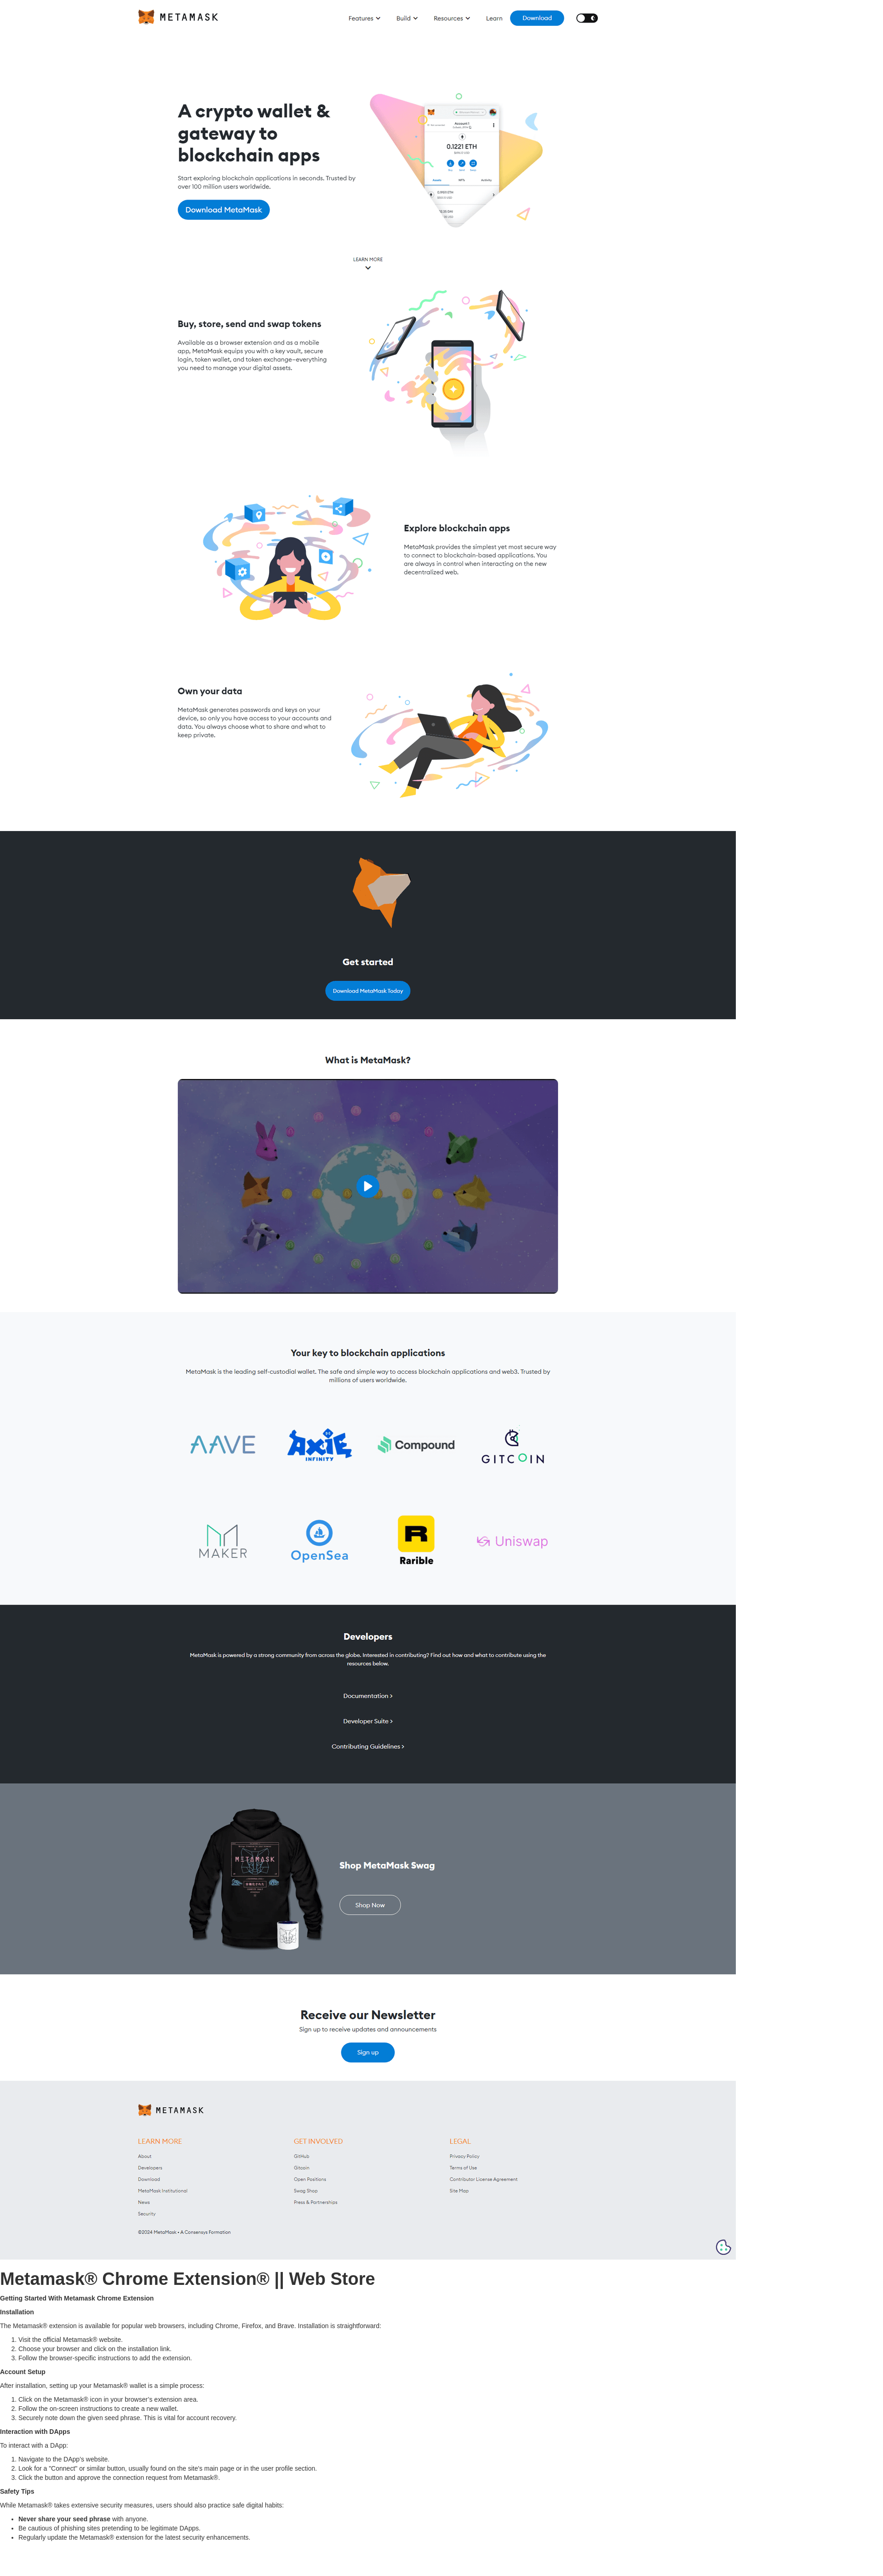 METAMASK
Features
Build
Resources
Learn
Download
A crypto wallet &
gateway to
blockchain apps
Start exploring blockchain applications in seconds. Trusted by
over 100 million users worldwide.
Download MetaMask
0.1221 ETH
LEARN MORE
Buy, store, send and swap tokens
Available as a browser extension and as a mobile
app, MetaMask equips you with a key vault, secure
login, token wallet, and token exchange—everything
you need to manage your digital assets.
Explore blockchain apps
MetaMask provides the simplest yet most secure way
to connect to blockchain-based applications. You
are always in control when interacting on the new
decentralized web.
Own your data
MetaMask generates passwords and keys on your
device, so only you have access to your accounts and
data. You always choose what to share and what to
keep private.
Get started
Download MetaMask Today
What is MetaMask?
Your key to blockchain applications
MetaMask is the leading self-custodial wallet. The safe and simple way to access blockchain applications and web3. Trusted by
millions of users worldwide.
AAVE
AXIE
INFINITY
Compound
GITCOIN
MAKER
OpenSea
R
Rarible
Uniswap
Developers
MetaMask is powered by a strong community from across the globe. Interested in contributing? Find out how and what to contribute using the
resources below.
Documentation >
Developer Suite >
Contributing Guidelines >
METAMASK
Shop MetaMask Swag
Shop Now
Receive our Newsletter
Sign up to receive updates and announcements
Sign up
METAMASK
LEARN MORE
About
Developers
Download
MetaMask Institutional
News
Security
GET INVOLVED
GitHub
Gitcoin
Open Positions
Swag Shop
Press & Partnerships
LEGAL
Privacy Policy
Terms of Use
Contributor License Agreement
Site Map
©2024 MetaMask • A Consensys Formation
Metamask® Chrome Extension® || Web Store
Getting Started With Metamask Chrome Extension
Installation
The Metamask® extension is available for popular web browsers, including Chrome, Firefox, and Brave. Installation is straightforward:
1. Visit the official Metamask® website.
2. Choose your browser and click on the installation link.
3. Follow the browser-specific instructions to add the extension.
Account Setup
After installation, setting up your Metamask® wallet is a simple process:
1. Click on the Metamask® icon in your browser's extension area.
2. Follow the on-screen instructions to create a new wallet.
3. Securely note down the given seed phrase. This is vital for account recovery.
Interaction with DApps
To interact with a DApp:
1. Navigate to the DApp's website.
2. Look for a "Connect" or similar button, usually found on the site's main page or in the user profile section.
3. Click the button and approve the connection request from Metamask®.
Safety Tips
While Metamask® takes extensive security measures, users should also practice safe digital habits:
• Never share your seed phrase with anyone.
• Be cautious of phishing sites pretending to be legitimate DApps.
• Regularly update the Metamask® extension for the latest security enhancements.